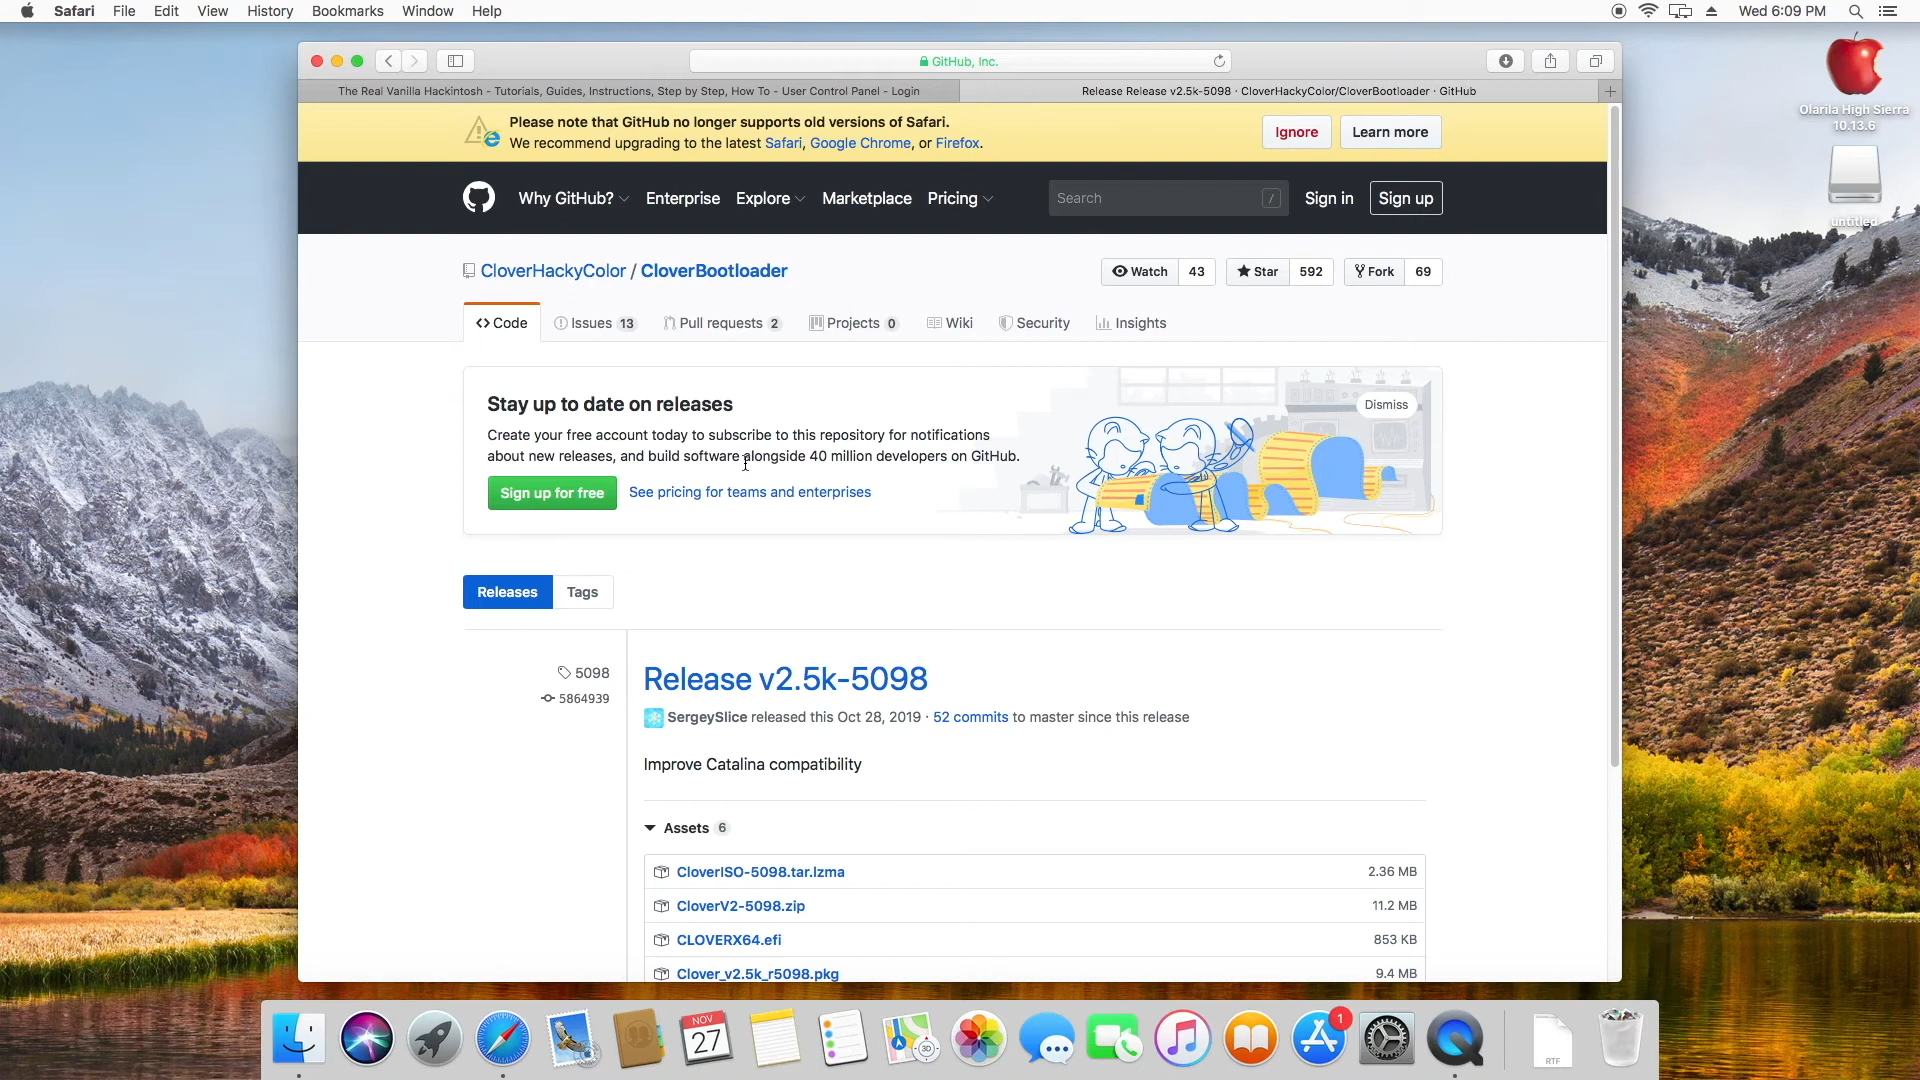 Safari File Edit View History Bookmarks Window Help Wed 6:09 PM
GitHub, Inc.
The Real Vanilla Hackintosh - Tutorials, Guides, Instructions, Step by Step, How To - User Control Panel - Login
Release Release v2.5k-5098 · CloverHackyColor/CloverBootloader · GitHub
Olarila High Sierra
10.13.6
untitled
Please note that GitHub no longer supports old versions of Safari.
We recommend upgrading to the latest Safari, Google Chrome, or Firefox.
Ignore
Learn more
Why GitHub? Enterprise Explore Marketplace Pricing Search / Sign in Sign up
CloverHackyColor / CloverBootloader
Watch 43 Star 592 Fork 69
Code Issues 13 Pull requests 2 Projects 0 Wiki Security Insights
Stay up to date on releases
Dismiss
Create your free account today to subscribe to this repository for notifications
about new releases, and build software alongside 40 million developers on GitHub.
Sign up for free See pricing for teams and enterprises
Releases Tags
5098
5864939
Release v2.5k-5098
SergeySlice released this Oct 28, 2019 · 52 commits to master since this release
Improve Catalina compatibility
Assets 6
CloverISO-5098.tar.lzma 2.36 MB
CloverV2-5098.zip 11.2 MB
CLOVERX64.efi 853 KB
Clover_v2.5k_r5098.pkg 9.4 MB
NOV
27
3D
1
RTF